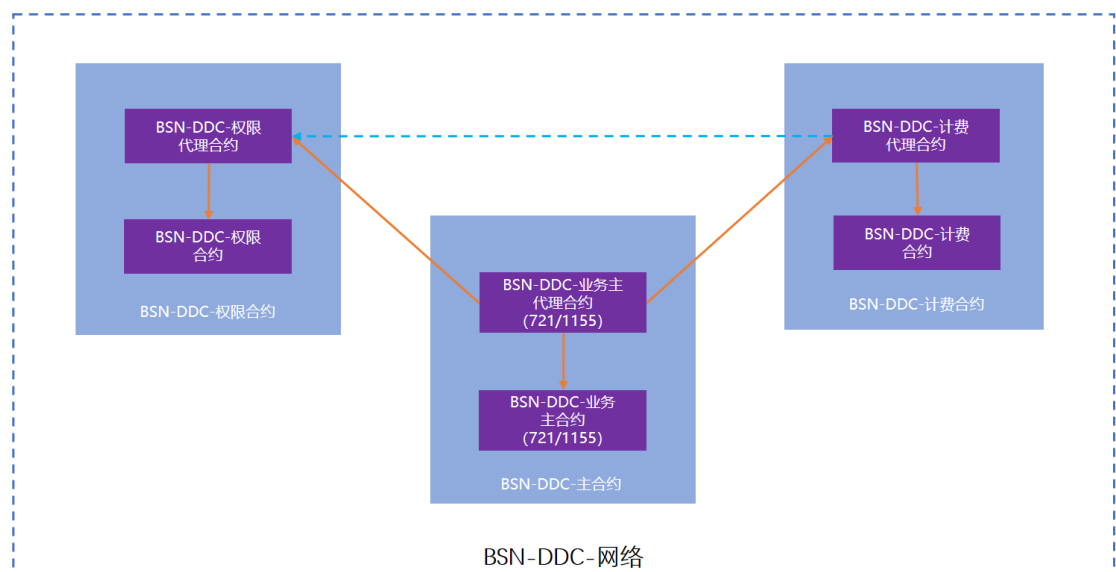 BSN-DDC-权限
代理合约
BSN-DDC-权限
合约
BSN-DDC-权限合约
BSN-DDC-业务主
代理合约
(721/1155)
BSN-DDC-业务
主合约
(721/1155)
BSN-DDC-主合约
BSN-DDC-计费
代理合约
BSN-DDC-计费
合约
BSN-DDC-计费合约
BSN-DDC-网络